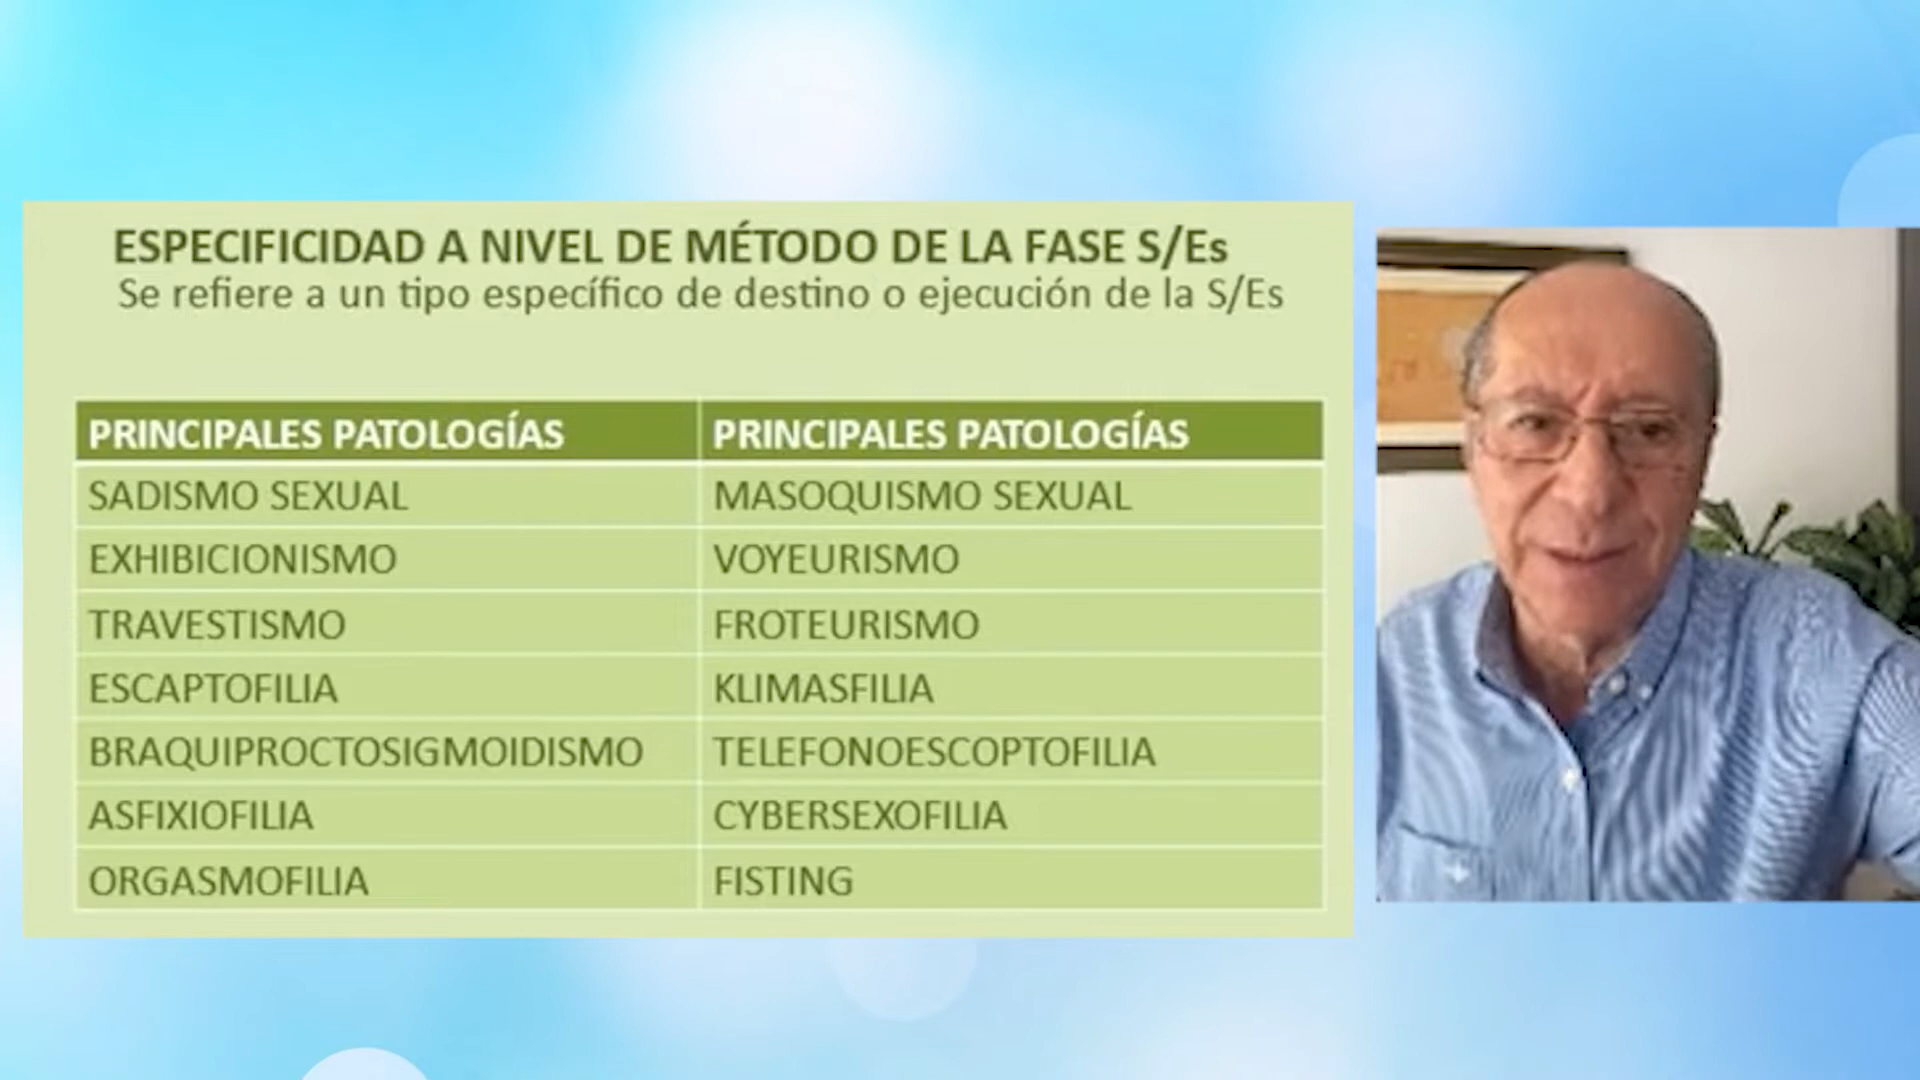 ESPECIFICIDAD A NIVEL DE MÉTODO DE LA FASE S/Es
Se refiere a un tipo específico de destino o ejecución de la S/Es
PRINCIPALES PATOLOGÍAS PRINCIPALES PATOLOGÍAS
SADISMO SEXUAL MASOQUISMO SEXUAL
EXHIBICIONISMO VOYEURISMO
TRAVESTISMO FROTEURISMO
ESCAPTOFILIA KLIMASFILIA
BRAQUIPROCTOSIGMOIDISMO TELEFONOESCOPTOFILIA
ASFIXIOFILIA CYBERSEXOFILIA
ORGASMOFILIA FISTING